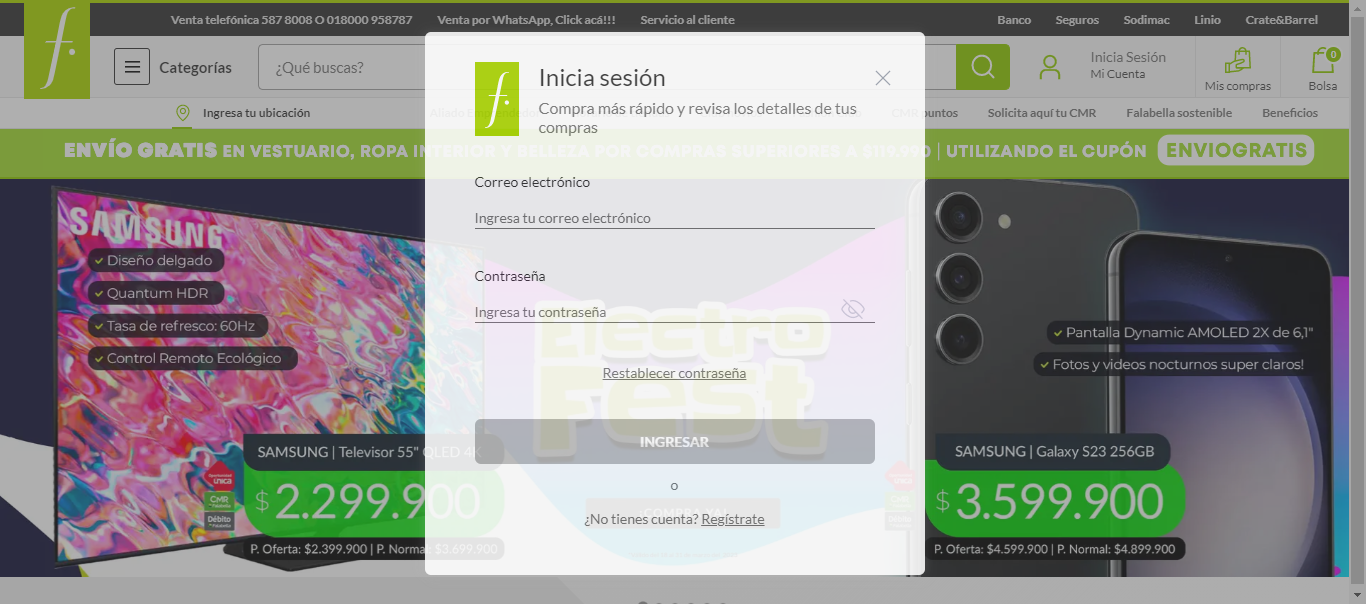 Venta telefónica 587 8008 O 018000 958787 Venta por WhatsApp, Click acá!!! Servicio al cliente Banco Seguros Sodimac Linio Crate&Barrel
f.
Categorías
¿Qué buscas?
Inicia Sesión
Mi Cuenta
Mis compras
0
Bolsa
Ingresa tu ubicación
CMR puntos Solicita aquí tu CMR Falabella sostenible Beneficios
ENVÍO GRATIS EN VESTUARIO, ROPA INTERIOR Y BELLEZA POR COMPRAS SUPERIORES A $119.990 | UTILIZANDO EL CUPÓN ENVIOGRATIS
f.
Inicia sesión
Compra más rápido y revisa los detalles de tus
compras
Correo electrónico
Ingresa tu correo electrónico
Contraseña
Ingresa tu contraseña
Restablecer contraseña
INGRESAR
o
¿No tienes cuenta? Regístrate
SAMSUNG
Diseño delgado
Quantum HDR
Tasa de refresco: 60Hz
Control Remoto Ecológico
SAMSUNG | Televisor 55" QLED 4K
única
CMR
Débito
$2.299.900
P. Oferta: $2.399.900 | P. Normal: $3.699.900
Electro
Fest
¡COMPRA YA!
Pantalla Dynamic AMOLED 2X de 6,1"
Fotos y videos nocturnos super claros!
SAMSUNG | Galaxy S23 256GB
$3.599.900
P. Oferta: $4.599.900 | P. Normal: $4.899.900